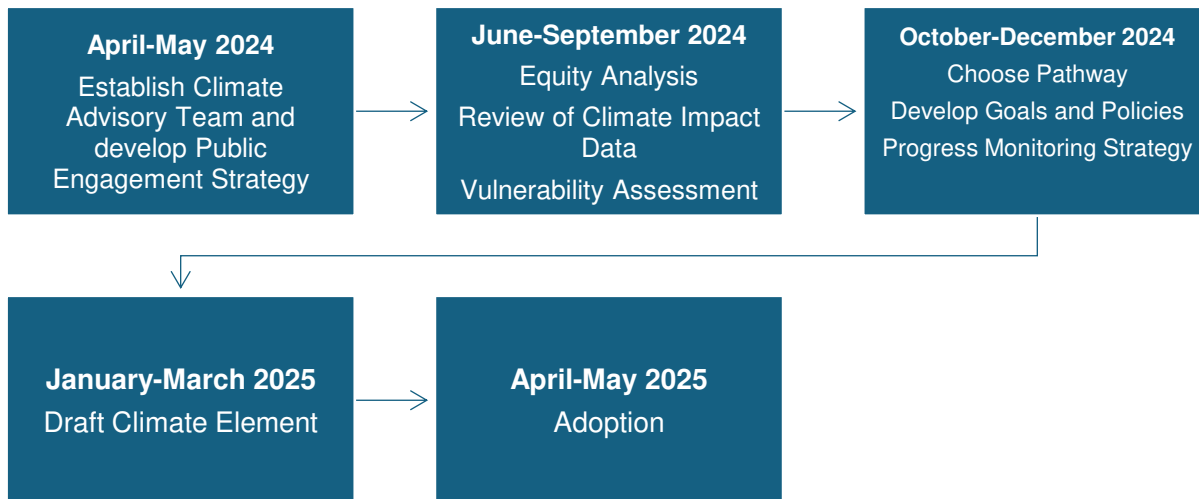 April-May 2024
Establish Climate
Advisory Team and
develop Public
Engagement Strategy
June-September 2024
Equity Analysis
Review of Climate Impact
Data
Vulnerability Assessment
October-December 2024
Choose Pathway
Develop Goals and Policies
Progress Monitoring Strategy
January-March 2025
Draft Climate Element
April-May 2025
Adoption